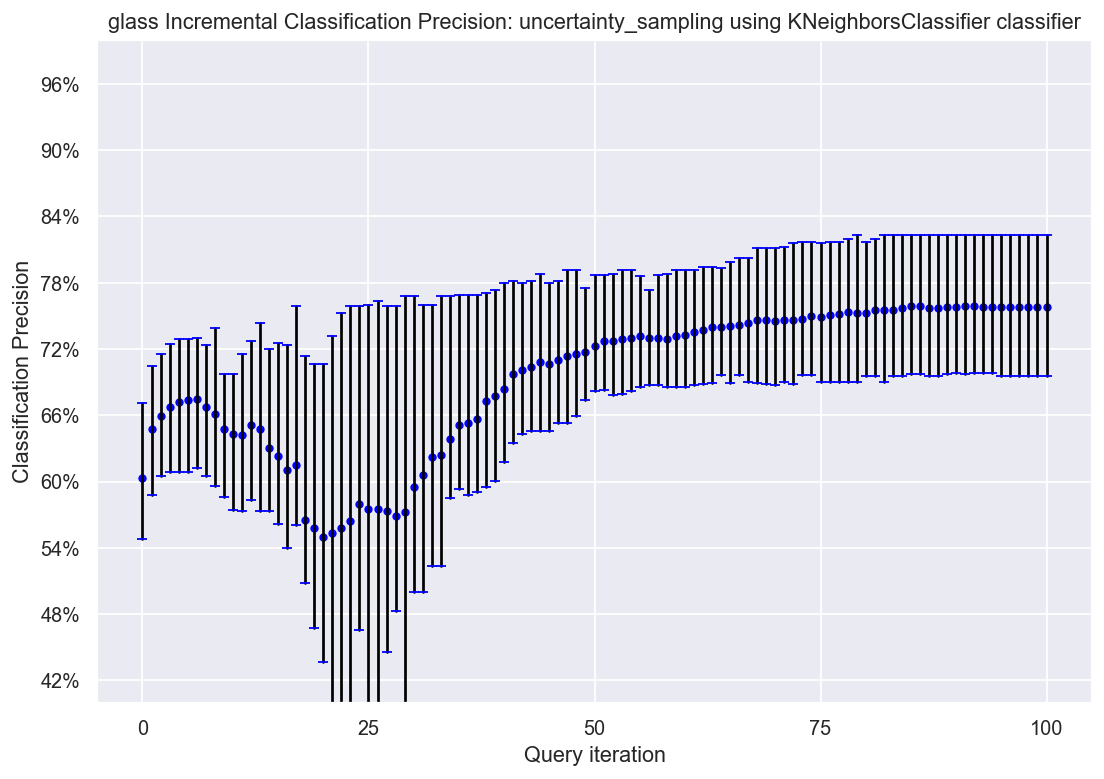 glass Incremental Classification Precision: uncertainty_sampling using KNeighborsClassifier classifier
96%
90%
84%
78%
72%
66%
60%
54%
48%
42%
Classification Precision
0 25 50 75 100
Query iteration